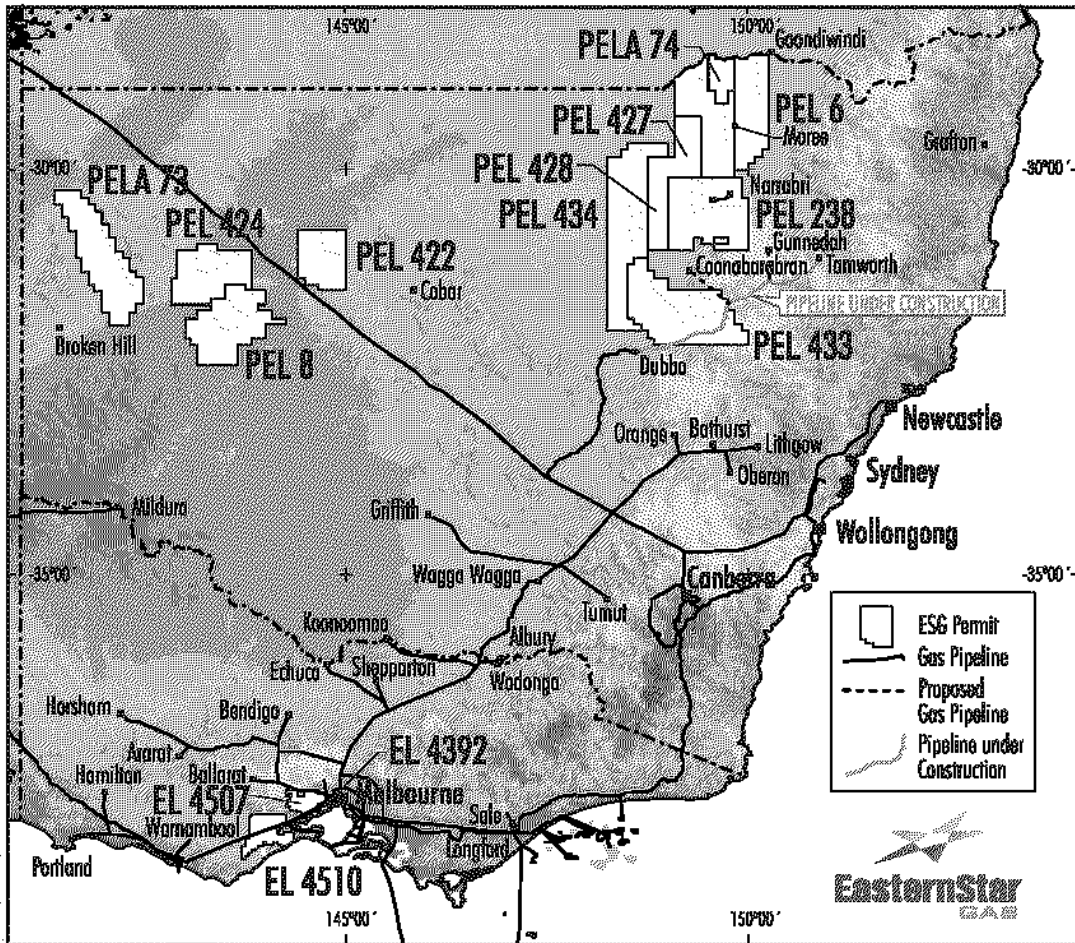 145°00´
150°00´
Goondiwindi
PELA 74
PEL 6
PEL 427
Moree
Grafton
-30°00´
-30°00´
PEL 428
PELA 73
Narrabri
PEL 424
PEL 434
PEL 238
Gunnedah
PEL 422
Coonabarabran
Tamworth
Cobar
PIPELINE UNDER CONSTRUCTION
Broken Hill
PEL 8
PEL 433
Dubbo
Newcastle
Orange
Bathurst
Lithgow
Oberon
Sydney
Mildura
Griffith
Wollongong
-35°00´
Wagga Wagga
Canberra
-35°00´
Tumut
ESG Permit
Koonoomoo
Albury
Gas Pipeline
Echuca
Shepparton
Wodonga
Proposed
Gas Pipeline
Horsham
Bendigo
Pipeline under
Construction
Ararat
EL 4392
Hamilton
Ballarat
EL 4507
Melbourne
Warnambool
Sale
Longford
Portland
EL 4510
EasternStar
GAS
145°00´
150°00´